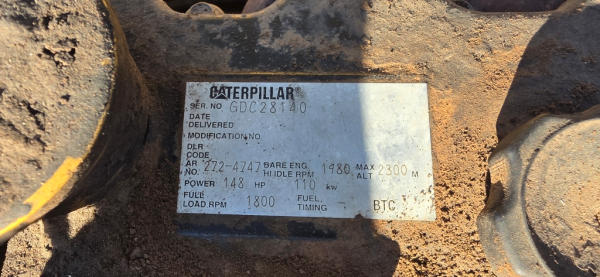 CATERPILLAR
SER. NO GDC28140
DATE
DELIVERED
MODIFICATION NO.
DLR
CODE
AR NO. 272-4747 BARE ENG HI IDLE RPM 1980 MAX ALT 2300 M
POWER 148 HP 110 kw
FULL LOAD RPM 1800 FUEL TIMING - BTC